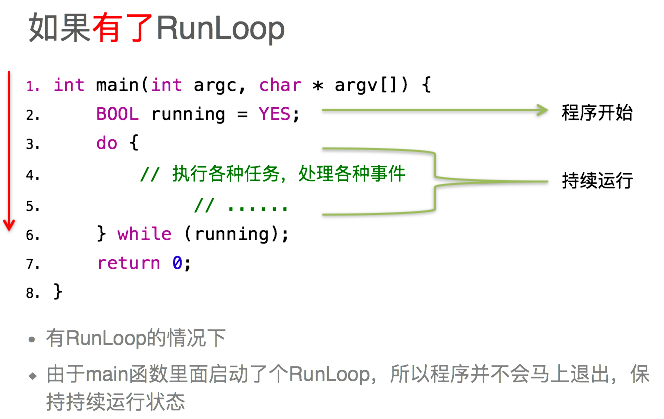 如果有了RunLoop
1. int main(int argc, char * argv[]) {
2. BOOL running = YES; 程序开始
3. do {
4. // 执行各种任务，处理各种事件 持续运行
5. // ......
6. } while (running);
7. return 0;
8. }
• 有RunLoop的情况下
◆ 由于main函数里面启动了个RunLoop，所以程序并不会马上退出，保
持持续运行状态